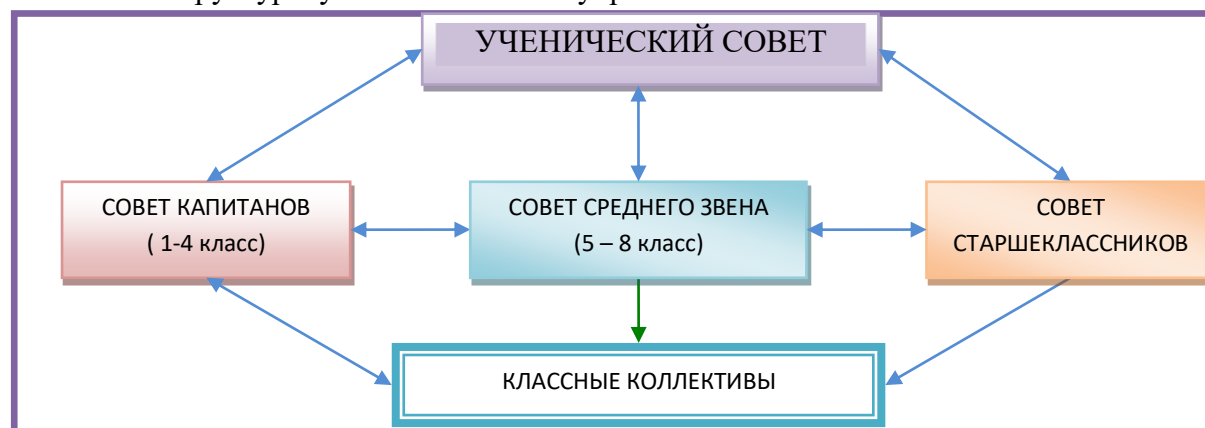 УЧЕНИЧЕСКИЙ СОВЕТ
СОВЕТ КАПИТАНОВ
( 1-4 класс)
СОВЕТ СРЕДНЕГО ЗВЕНА
(5 – 8 класс)
СОВЕТ
СТАРШЕКЛАССНИКОВ
КЛАССНЫЕ КОЛЛЕКТИВЫ